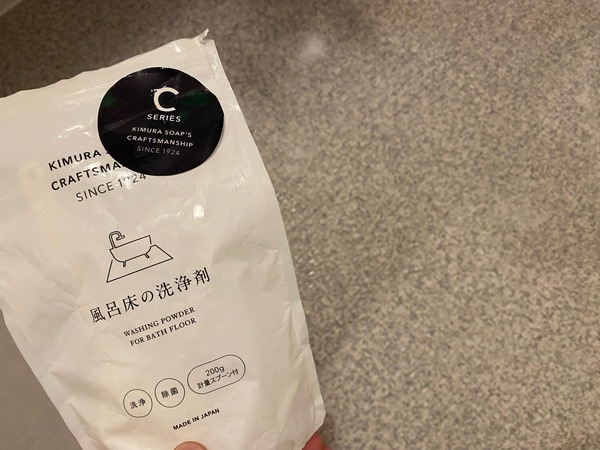 C
SERIES
KIMURA SOAP'S
CRAFTSMANSHIP
SINCE 1924
KIMURA
CRAFTSMA
SINCE 1924
風呂床の洗浄剤
WASHING POWDER
FOR BATH FLOOR
洗浄
除菌
200g
計量スプーン付
MADE IN JAPAN